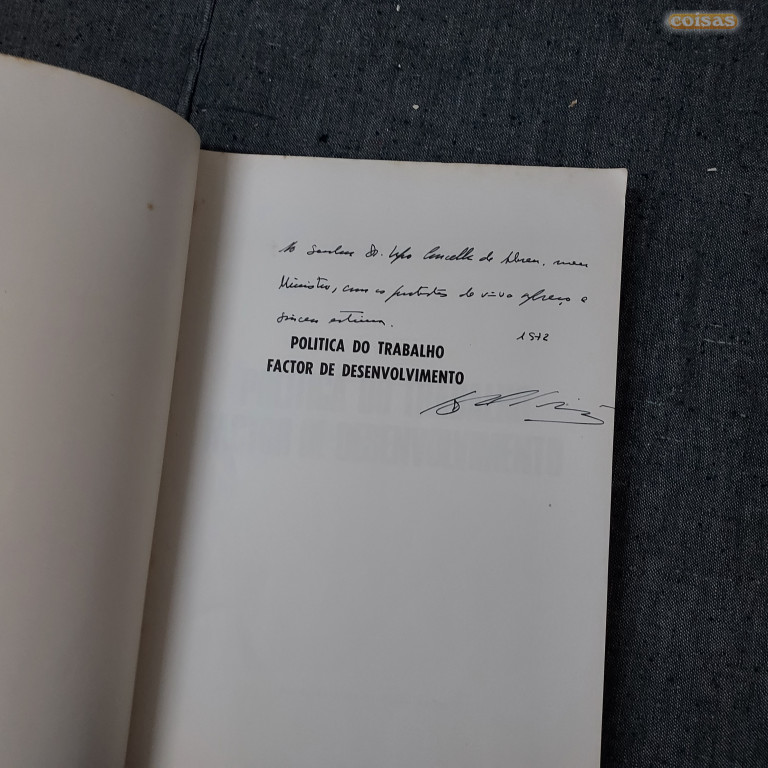 coisas
Ao Senhor Dr. Lopo Cancella de Abreu, meu
Ministro, com os protestos de vivo apreço e
sincera estima.
1972
POLITICA DO TRABALHO
FACTOR DE DESENVOLVIMENTO